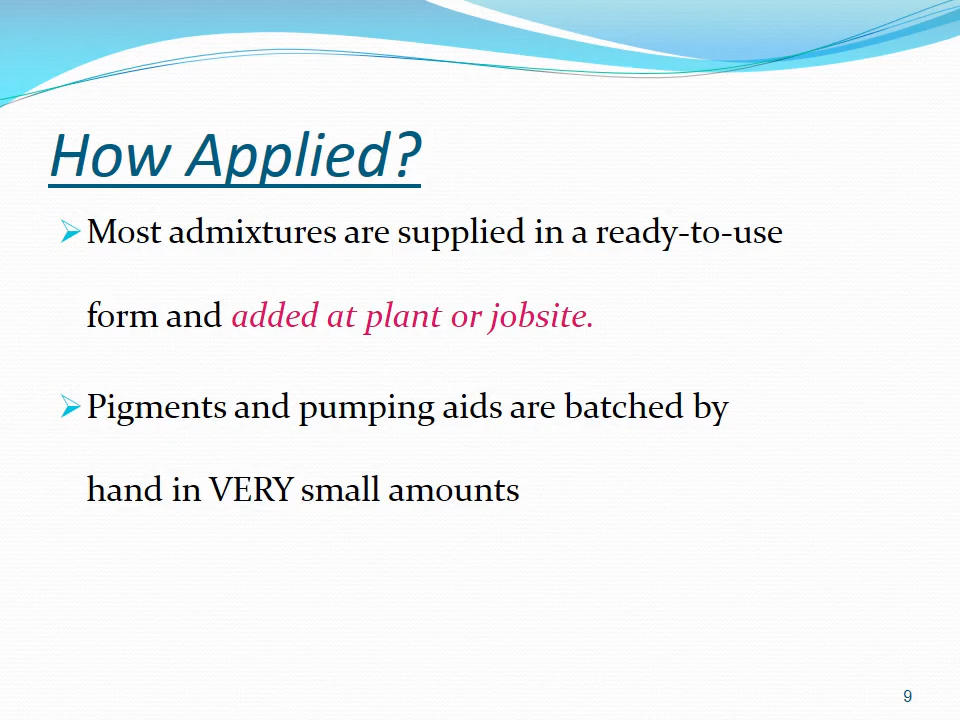 How Applied?
Most admixtures are supplied in a ready-to-use
form and added at plant or jobsite.
Pigments and pumping aids are batched by
hand in VERY small amounts
9